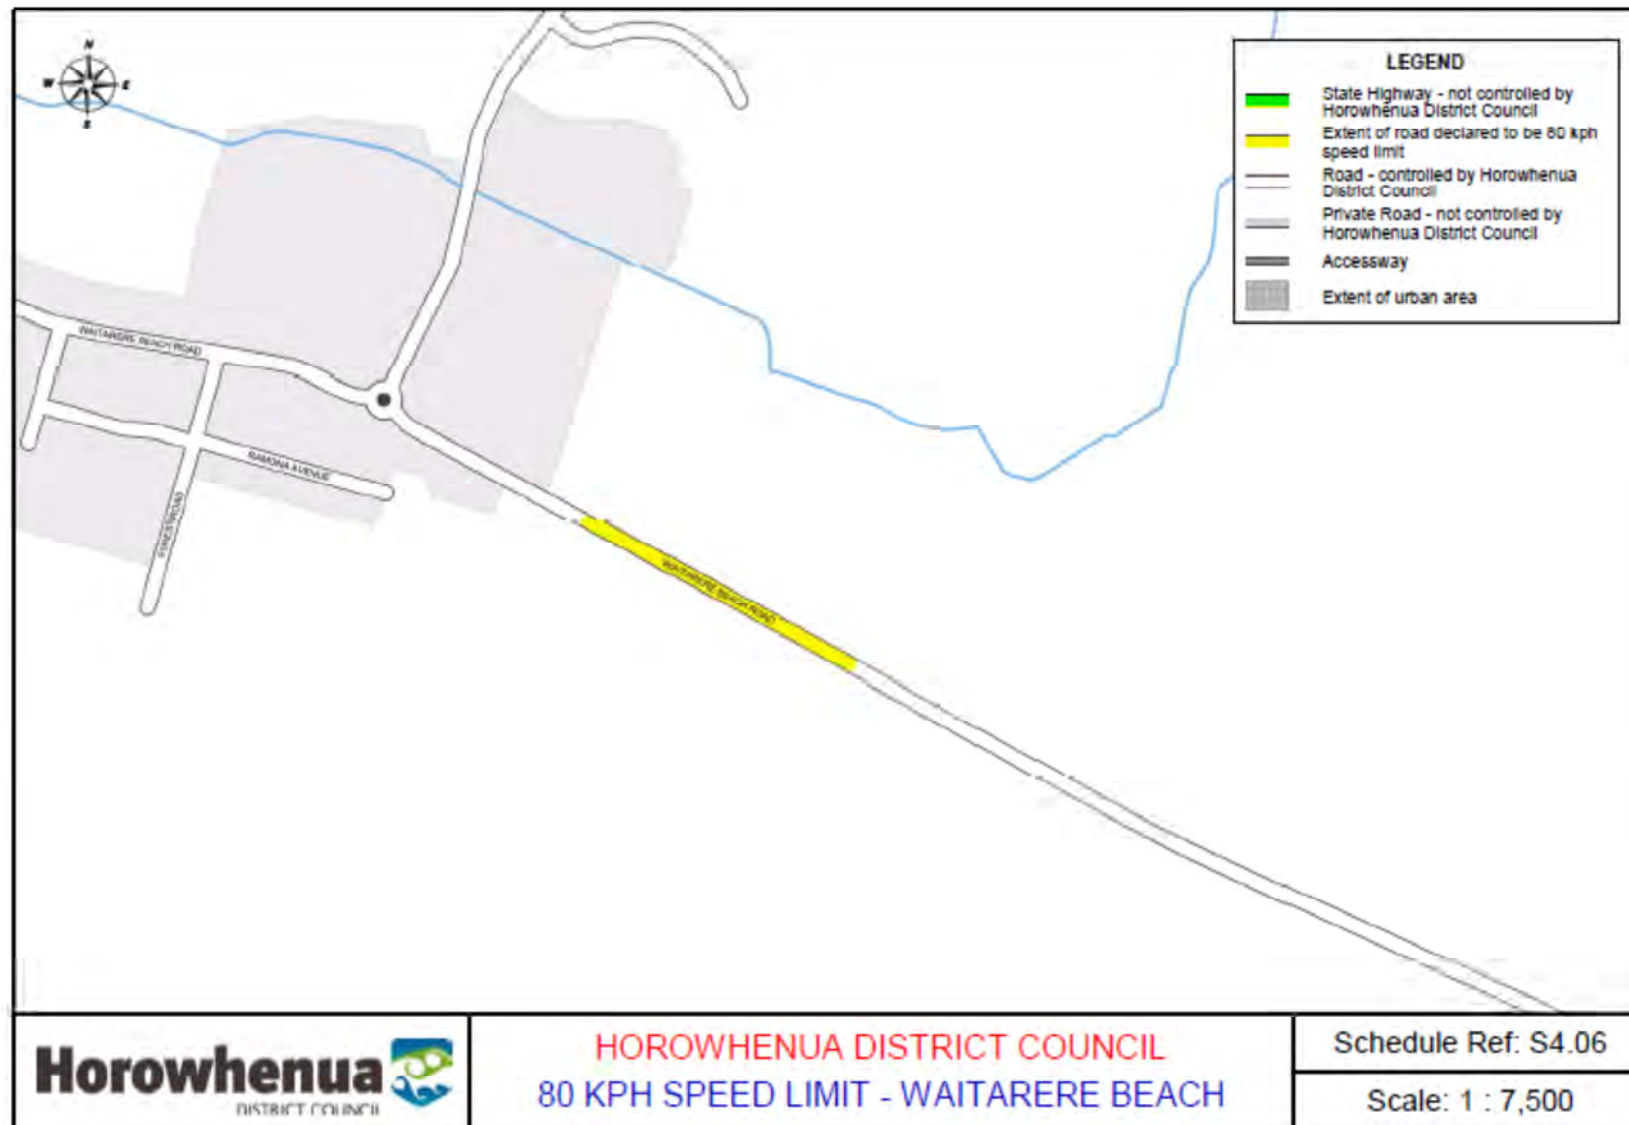 N
W
E
S
LEGEND
State Highway - not controlled by
Horowhenua District Council
Extent of road declared to be 80 kph
speed limit
Road - controlled by Horowhenua
District Council
Private Road - not controlled by
Horowhenua District Council
Accessway
Extent of urban area
WAITARERE BEACH ROAD
RAMONA AVENUE
FOREST ROAD
WAITARERE BEACH ROAD
Horowhenua
DISTRICT COUNCIL
HOROWHENUA DISTRICT COUNCIL
80 KPH SPEED LIMIT - WAITARERE BEACH
Schedule Ref: S4.06
Scale: 1 : 7,500